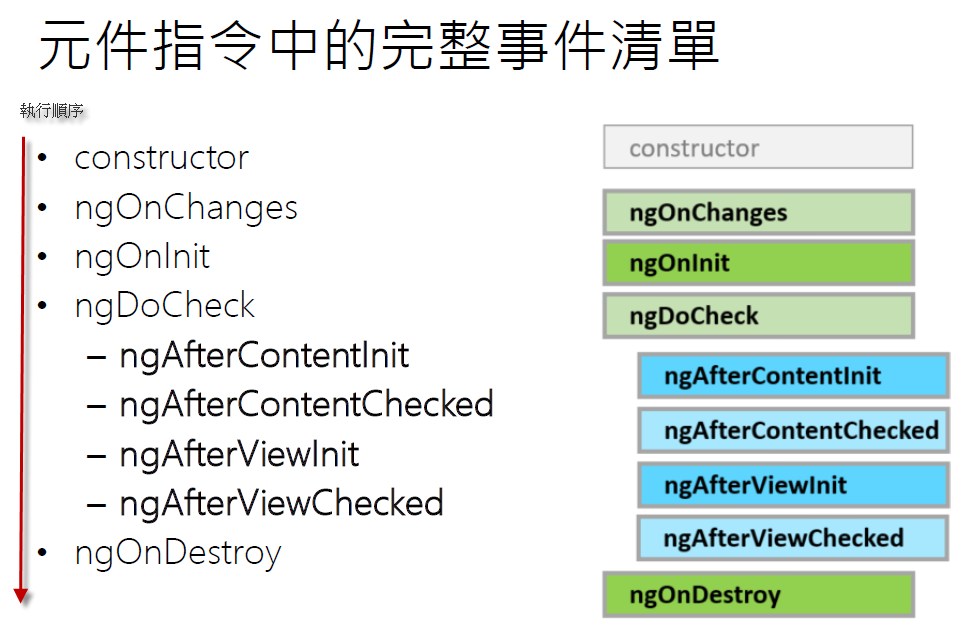 元件指令中的完整事件清單
執行順序
• constructor
• ngOnChanges
• ngOnInit
• ngDoCheck
– ngAfterContentInit
– ngAfterContentChecked
– ngAfterViewInit
– ngAfterViewChecked
• ngOnDestroy
constructor
ngOnChanges
ngOnInit
ngDoCheck
ngAfterContentInit
ngAfterContentChecked
ngAfterViewInit
ngAfterViewChecked
ngOnDestroy